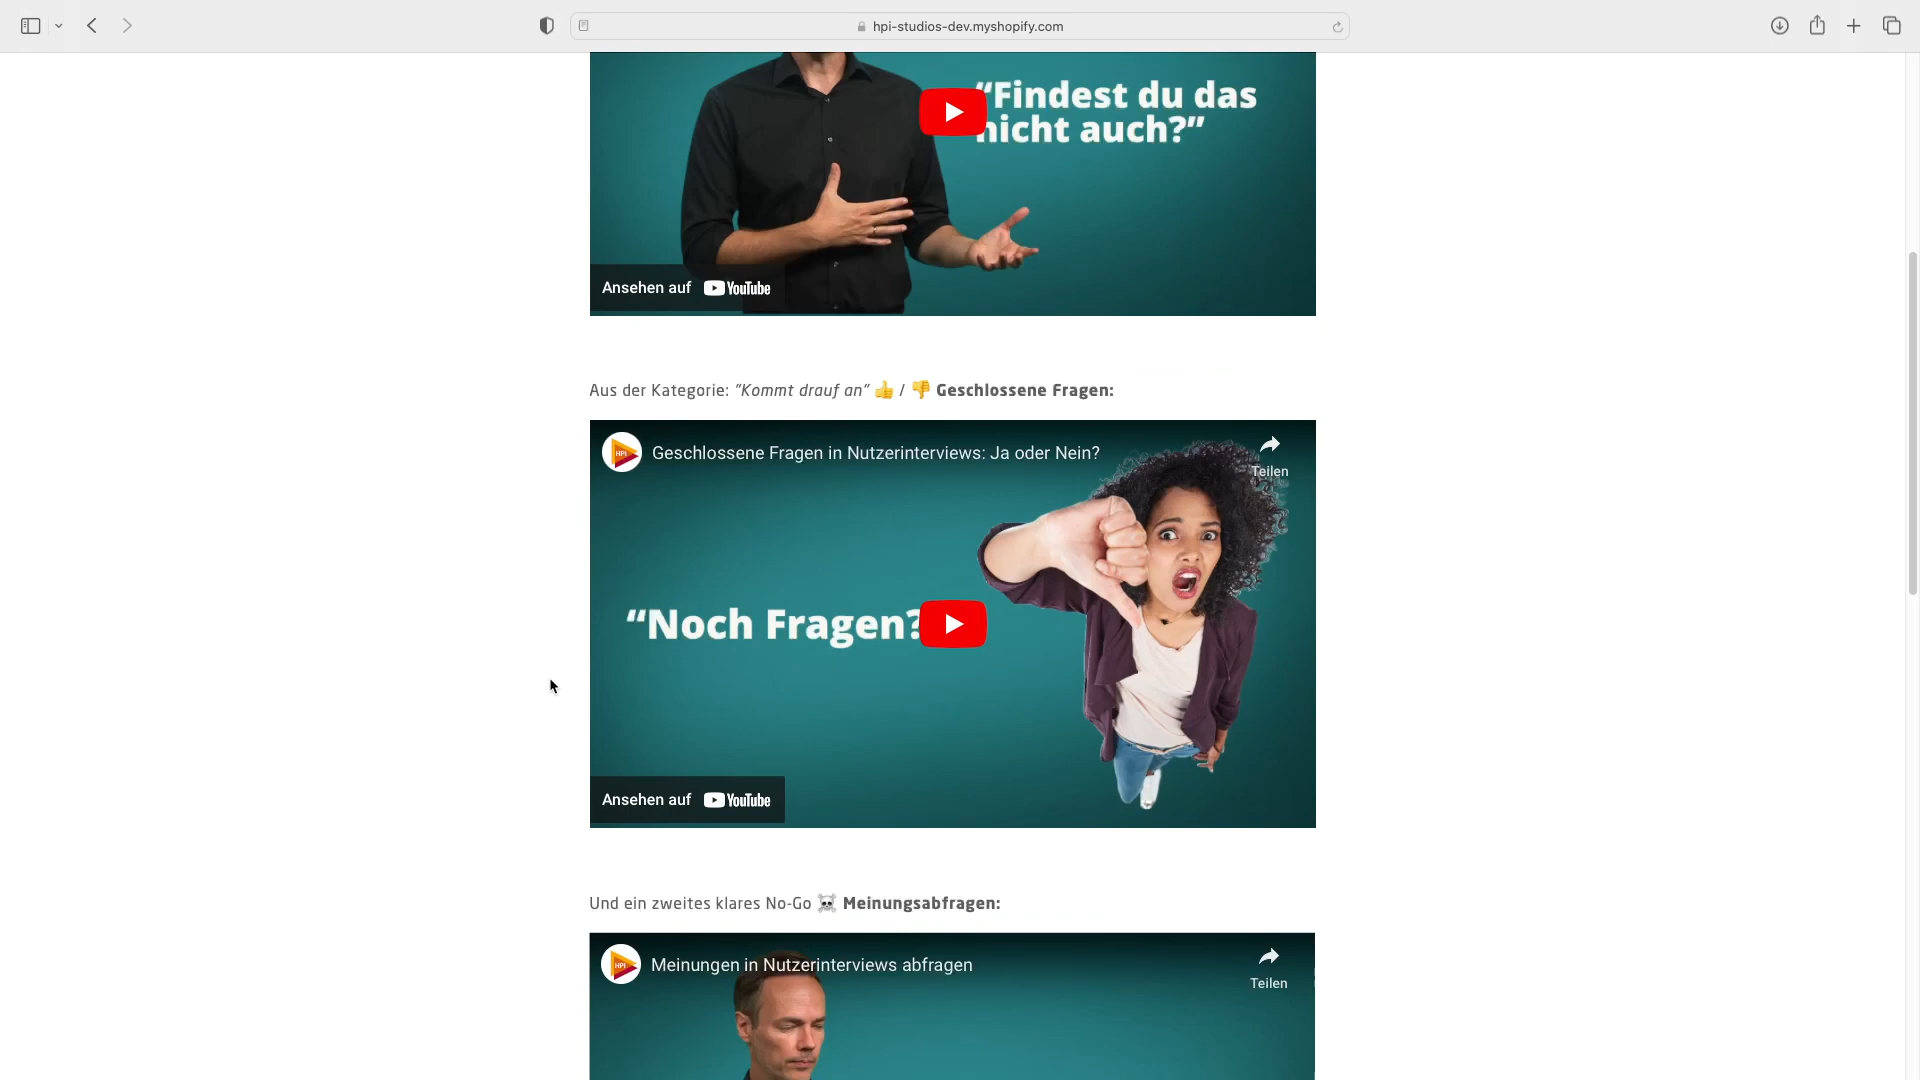 hpi-studios-dev.myshopify.com
“Findest du das
nicht auch?”
Ansehen auf YouTube
Aus der Kategorie: "Kommt drauf an" 👍 / 👎 Geschlossene Fragen:
HPI
Geschlossene Fragen in Nutzerinterviews: Ja oder Nein?
Teilen
“Noch Fragen?
Ansehen auf YouTube
Und ein zweites klares No-Go ☠️ Meinungsabfragen:
HPI
Meinungen in Nutzerinterviews abfragen
Teilen